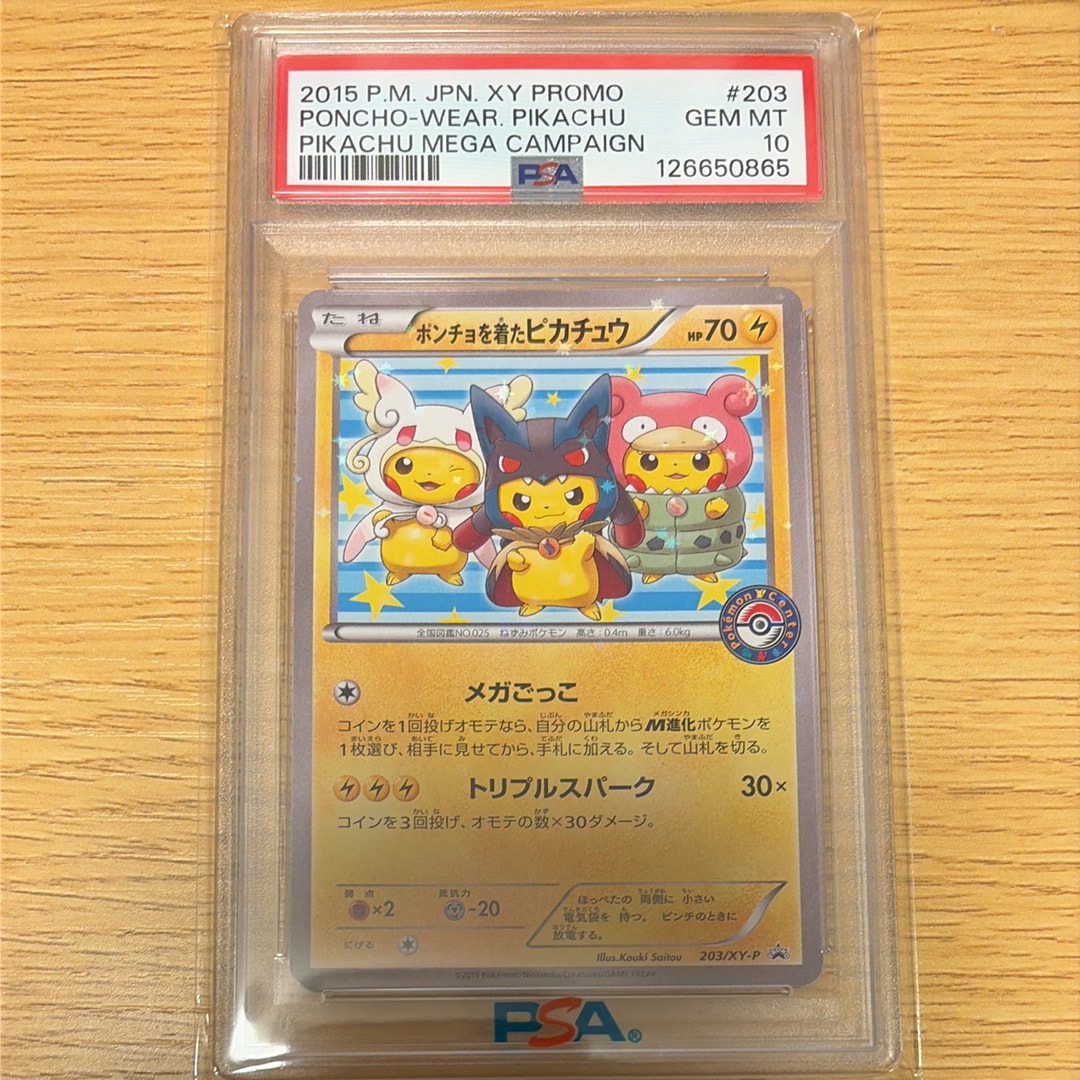 2015 P.M. JPN. XY PROMO #203
PONCHO-WEAR. PIKACHU GEM MT
PIKACHU MEGA CAMPAIGN 10
PSA 126650865
たね ポンチョを着たピカチュウ HP70
Pokémon Center
全国図鑑NO.025 ねずみポケモン 高さ:0.4m 重さ:6.0kg
メガごっこ
コインを1回投げオモテなら、自分の山札からM進化ポケモンを
1枚選び、相手に見せてから、手札に加える。そして山札を切る。
トリプルスパーク 30×
コインを3回投げ、オモテの数×30ダメージ。
弱点 抵抗力
×2 -20
にげる
ほっぺたの 両側に 小さい
電気袋を 持つ。 ピンチのときに
放電する。
Illus.Kouki Saitou 203/XY-P
©2015 Pokémon/Nintendo/Creatures/GAME FREAK.
PSA®